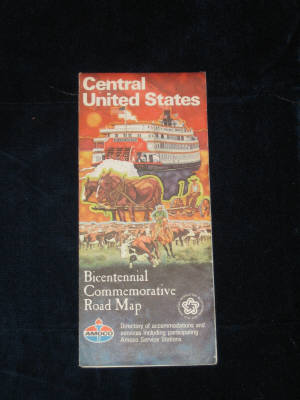 Central
United States
Bicentennial
Commemorative
Road Map
AMOCO
Directory of accommodations and
services including participating
Amoco Service Stations